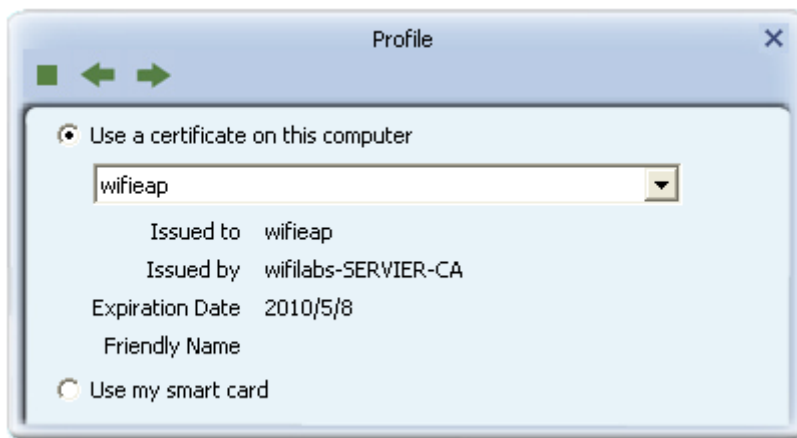 Profile
Use a certificate on this computer
wifieap
Issued to wifieap
Issued by wifilabs-SERVIER-CA
Expiration Date 2010/5/8
Friendly Name
Use my smart card